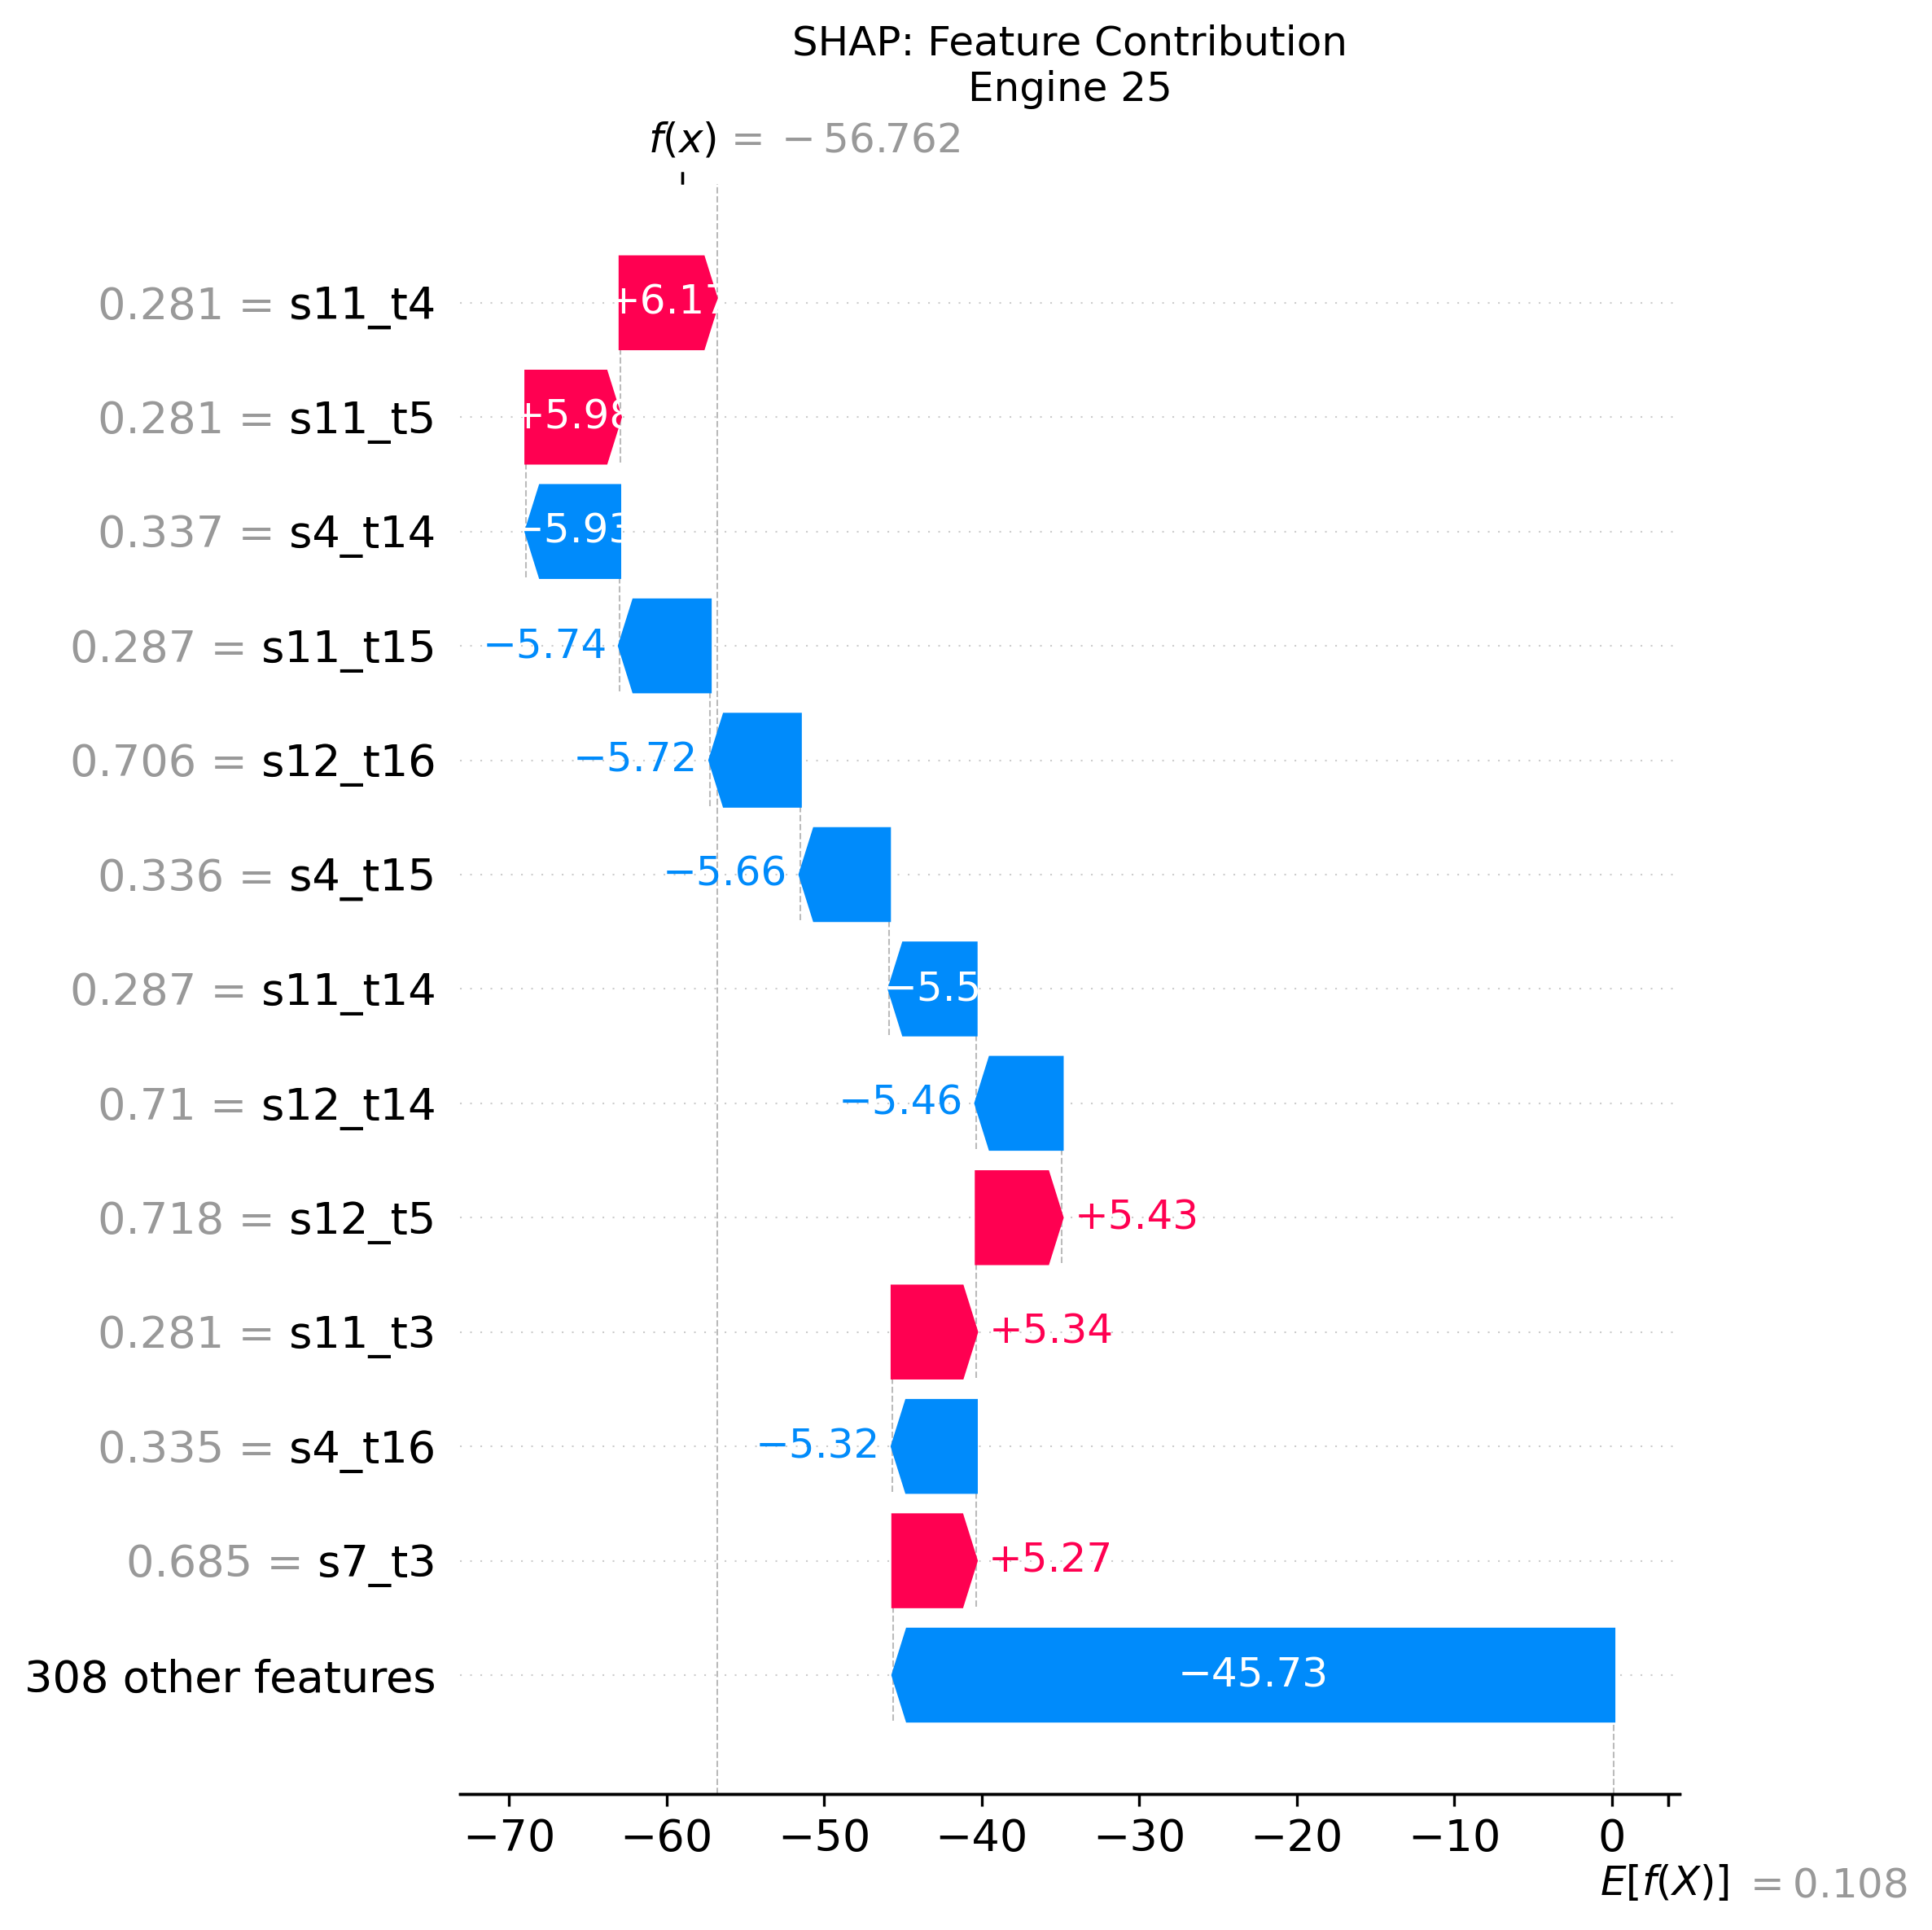 SHAP: Feature Contribution
Engine 25
f(x) = −56.762
0.281 = s11_t4
+6.17
0.281 = s11_t5
+5.98
0.337 = s4_t14
−5.93
0.287 = s11_t15
−5.74
0.706 = s12_t16
−5.72
0.336 = s4_t15
−5.66
0.287 = s11_t14
−5.5
0.71 = s12_t14
−5.46
0.718 = s12_t5
+5.43
0.281 = s11_t3
+5.34
0.335 = s4_t16
−5.32
0.685 = s7_t3
+5.27
308 other features
−45.73
−70 −60 −50 −40 −30 −20 −10 0
E[f(X)] = 0.108